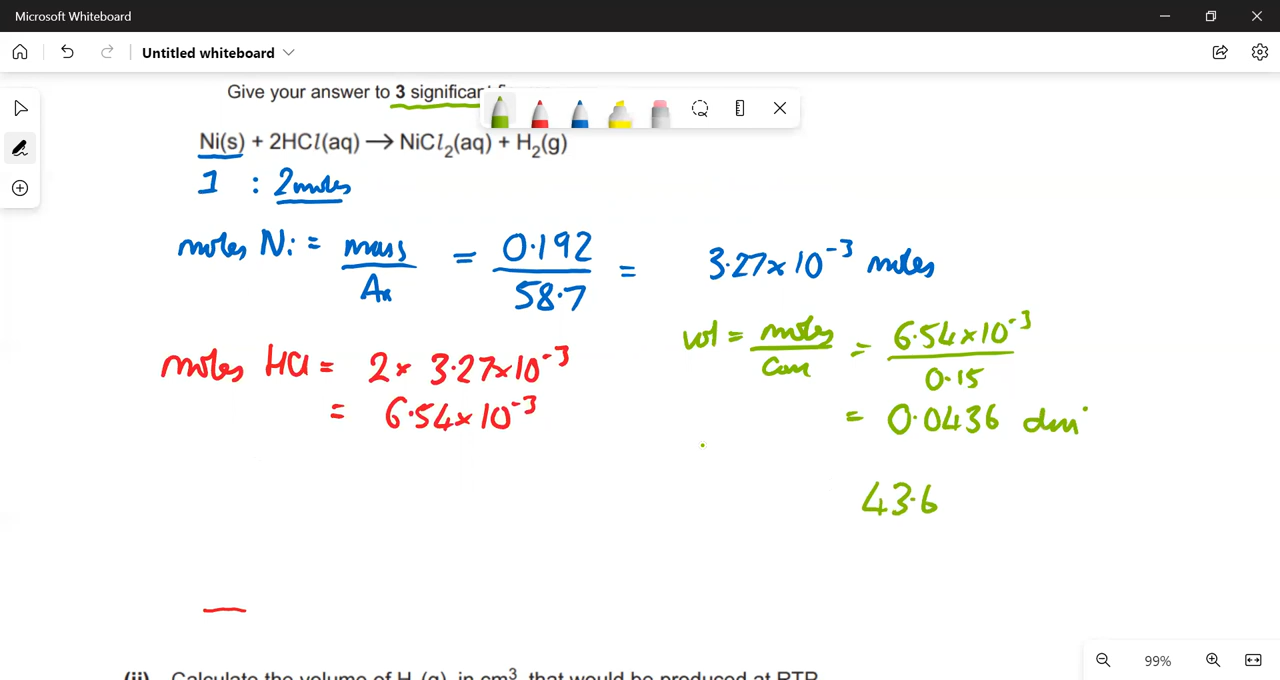 Microsoft Whiteboard
Untitled whiteboard
Give your answer to 3 significant
Ni(s) + 2HCl(aq) → NiCl₂(aq) + H₂(g)
1 : 2 moles
moles Ni = mass / Ar = 0.192 / 58.7 = 3.27 x 10⁻³ moles
moles HCl = 2 x 3.27 x 10⁻³
= 6.54 x 10⁻³
vol = moles / Conc = 6.54 x 10⁻³ / 0.15
= 0.0436 dm
43.6
(ii) Calculate the volume of H₂(g), in cm³, that would be produced at RTP
99%